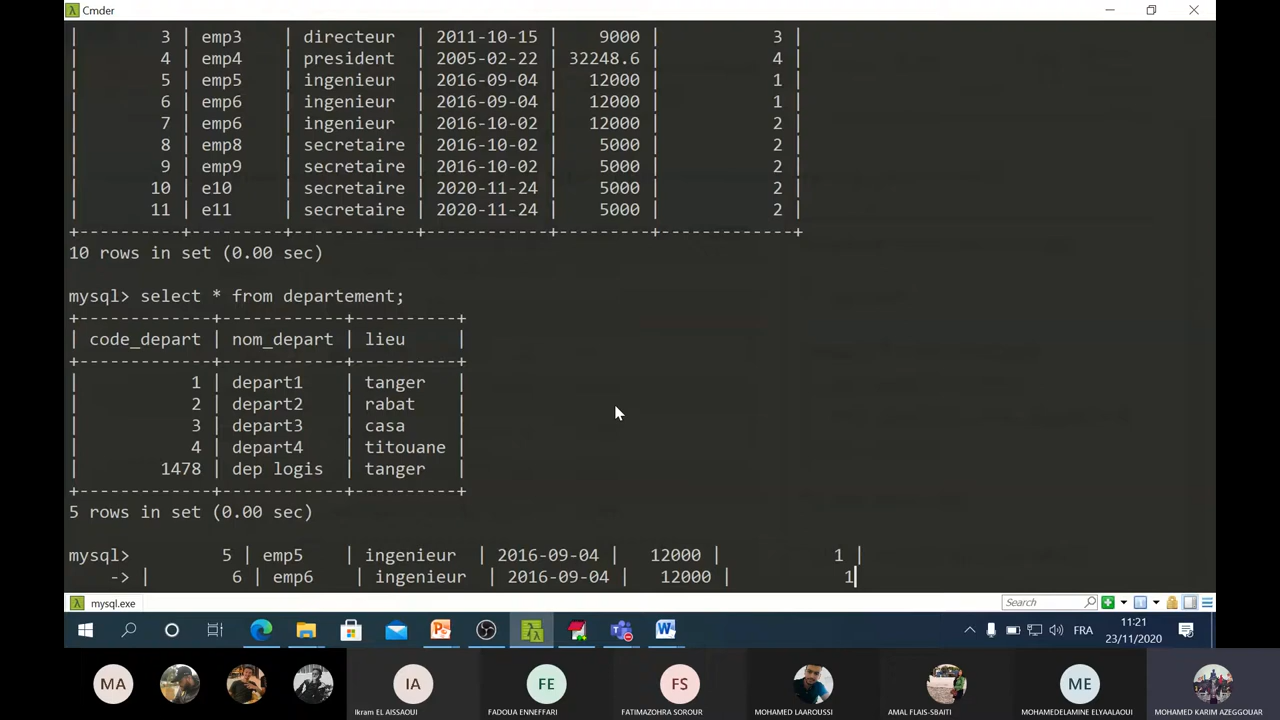 Cmder
| 3 | emp3 | directeur | 2011-10-15 | 9000 | 3 |
| 4 | emp4 | president | 2005-02-22 | 32248.6 | 4 |
| 5 | emp5 | ingenieur | 2016-09-04 | 12000 | 1 |
| 6 | emp6 | ingenieur | 2016-09-04 | 12000 | 1 |
| 7 | emp6 | ingenieur | 2016-10-02 | 12000 | 2 |
| 8 | emp8 | secretaire | 2016-10-02 | 5000 | 2 |
| 9 | emp9 | secretaire | 2016-10-02 | 5000 | 2 |
| 10 | e10 | secretaire | 2020-11-24 | 5000 | 2 |
| 11 | e11 | secretaire | 2020-11-24 | 5000 | 2 |
+----------+---------+------------+------------+---------+-------------+
10 rows in set (0.00 sec)
mysql> select * from departement;
+-------------+------------+----------+
| code_depart | nom_depart | lieu |
+-------------+------------+----------+
| 1 | depart1 | tanger |
| 2 | depart2 | rabat |
| 3 | depart3 | casa |
| 4 | depart4 | titouane |
| 1478 | dep logis | tanger |
+-------------+------------+----------+
5 rows in set (0.00 sec)
mysql> 5 | emp5 | ingenieur | 2016-09-04 | 12000 | 1 |
-> | 6 | emp6 | ingenieur | 2016-09-04 | 12000 | 1
mysql.exe
Search
FRA
11:21
23/11/2020
MA
IA
FE
FS
ME
Ikram EL AISSAOUI
FADOUA ENNEFFARI
FATIMAZOHRA SOROUR
MOHAMED LAAROUSSI
AMAL FLAIS-SBAITI
MOHAMEDELAMINE ELYAALAOUI
MOHAMED KARIM AZEGGOUAR